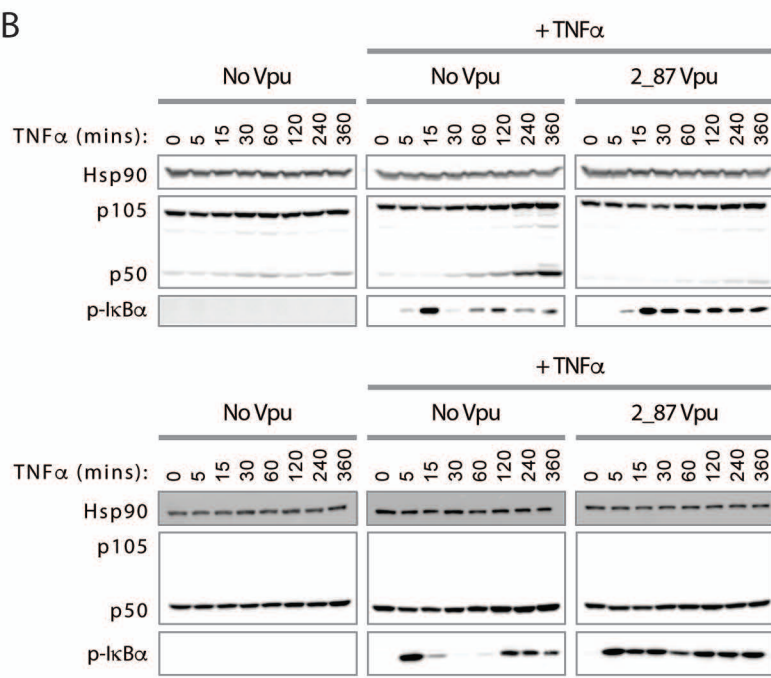 B
+ TNFα
No Vpu No Vpu 2_87 Vpu
TNFα (mins): 0 5 15 30 60 120 240 360 0 5 15 30 60 120 240 360 0 5 15 30 60 120 240 360
Hsp90
p105
p50
p-IκBα
+ TNFα
No Vpu No Vpu 2_87 Vpu
TNFα (mins): 0 5 15 30 60 120 240 360 0 5 15 30 60 120 240 360 0 5 15 30 60 120 240 360
Hsp90
p105
p50
p-IκBα